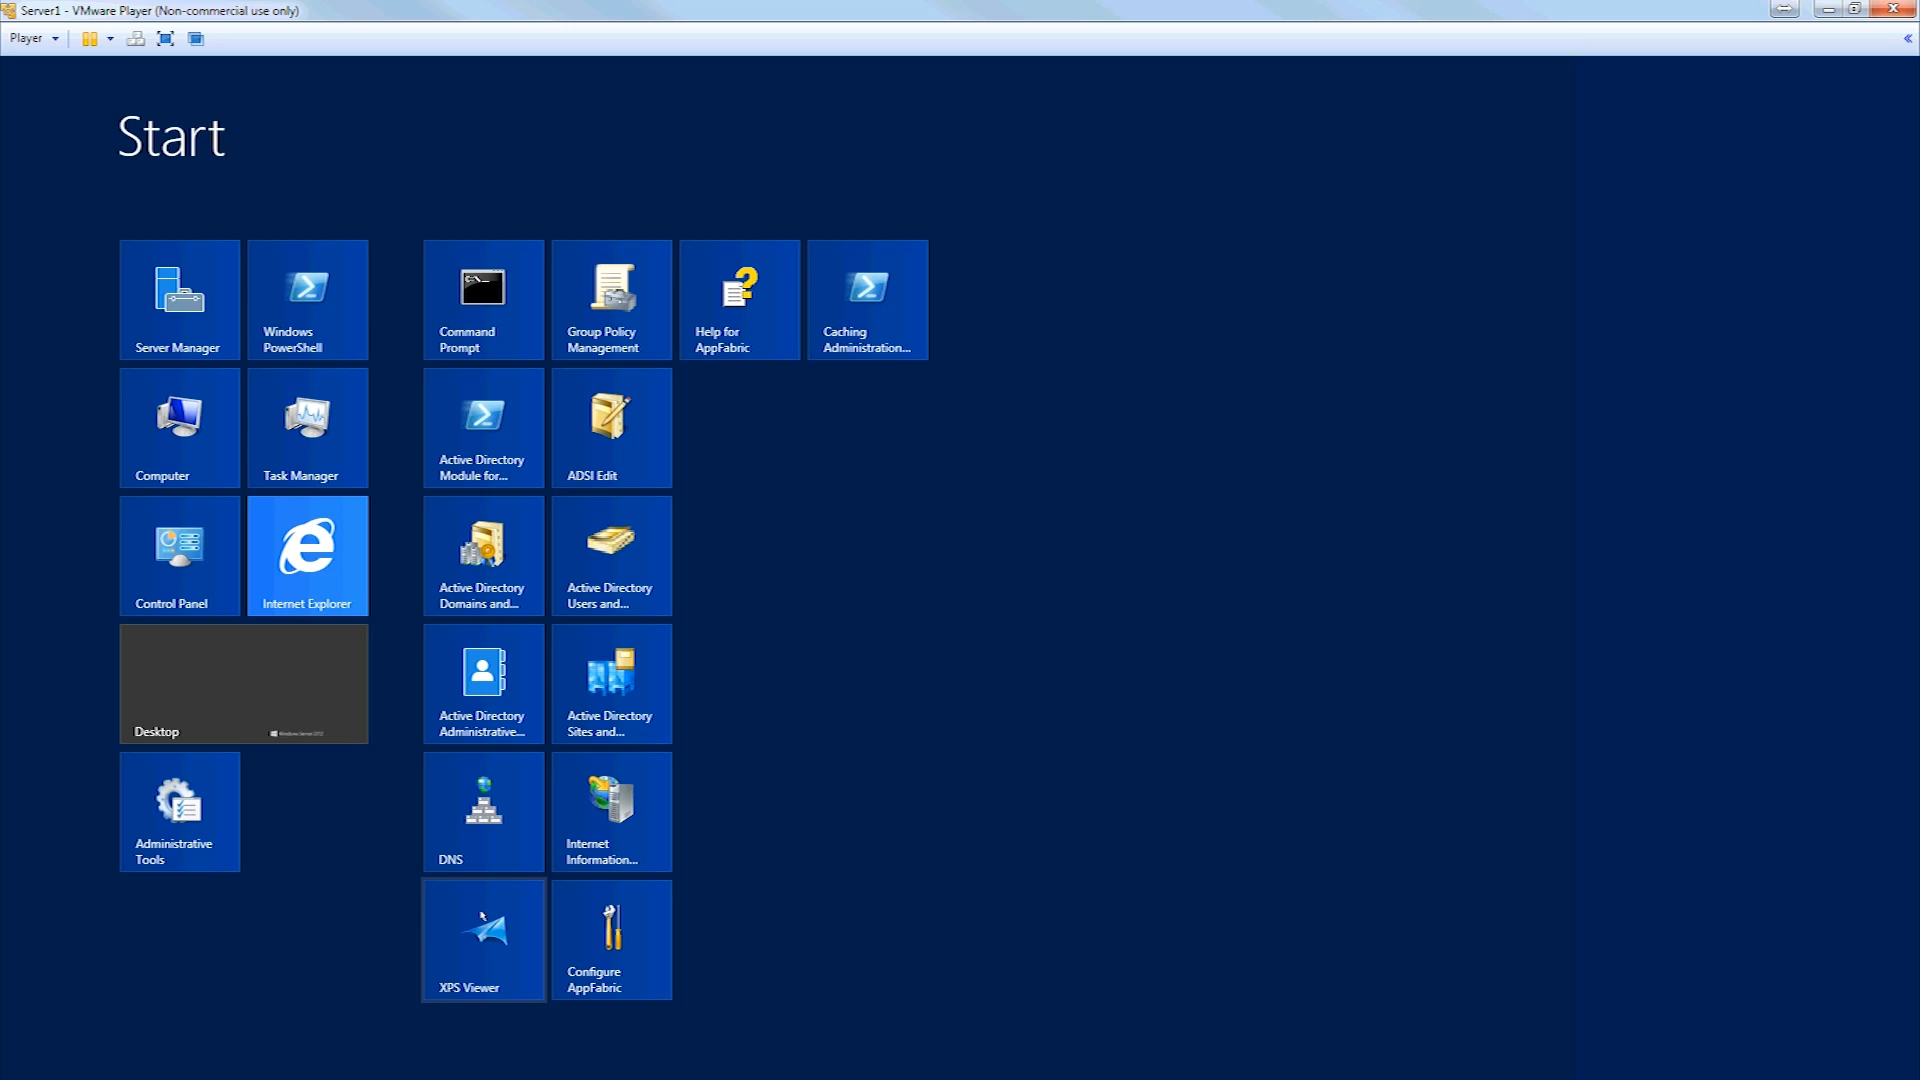 Server1 - VMware Player (Non-commercial use only)
Player
Start
Server Manager
Windows
PowerShell
Command
Prompt
Group Policy
Management
Help for
AppFabric
Caching
Administration...
Computer
Task Manager
Active Directory
Module for...
ADSI Edit
Control Panel
Internet Explorer
Active Directory
Domains and...
Active Directory
Users and...
Desktop
Windows Server 2012
Active Directory
Administrative...
Active Directory
Sites and...
Administrative
Tools
DNS
Internet
Information...
XPS Viewer
Configure
AppFabric